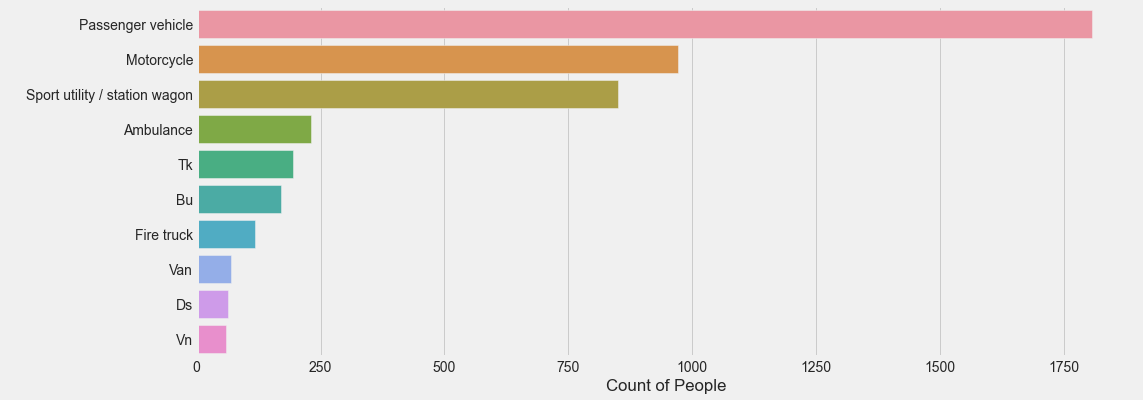 Passenger vehicle
Motorcycle
Sport utility / station wagon
Ambulance
Tk
Bu
Fire truck
Van
Ds
Vn
0 250 500 750 1000 1250 1500 1750
Count of People